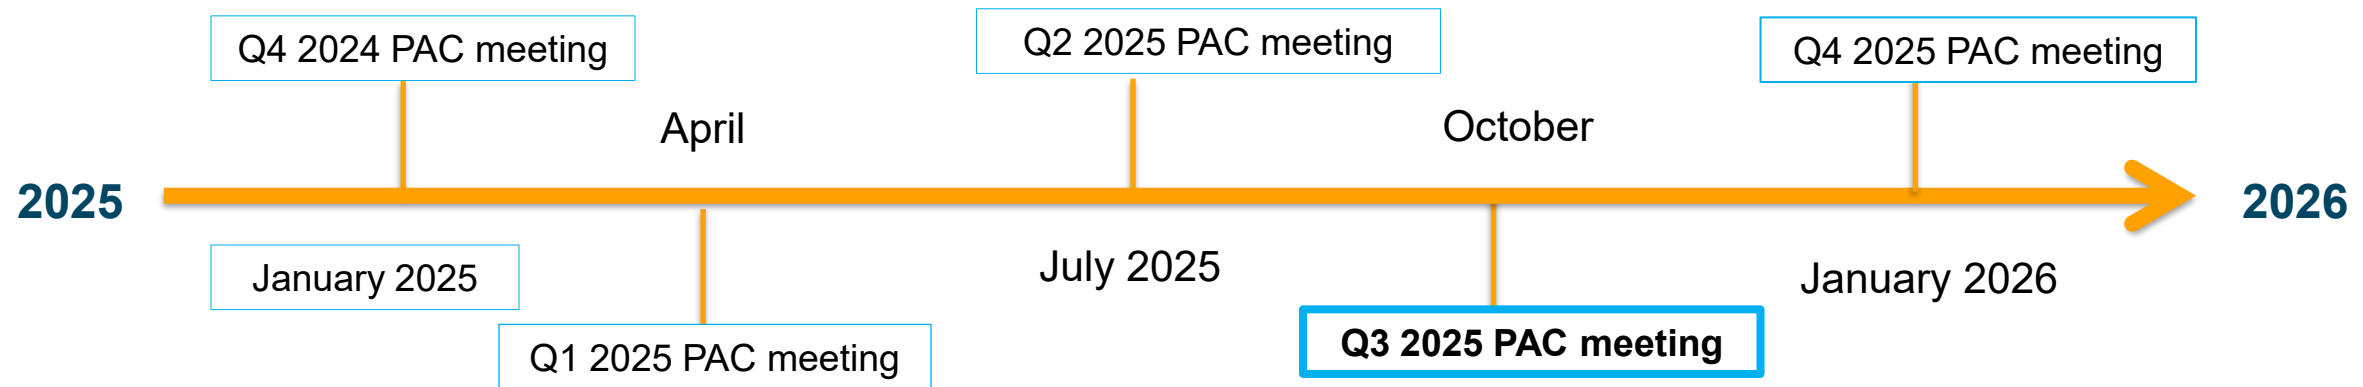 Q4 2024 PAC meeting
Q2 2025 PAC meeting
Q4 2025 PAC meeting
April
October
2025
2026
January 2025
July 2025
January 2026
Q1 2025 PAC meeting
Q3 2025 PAC meeting